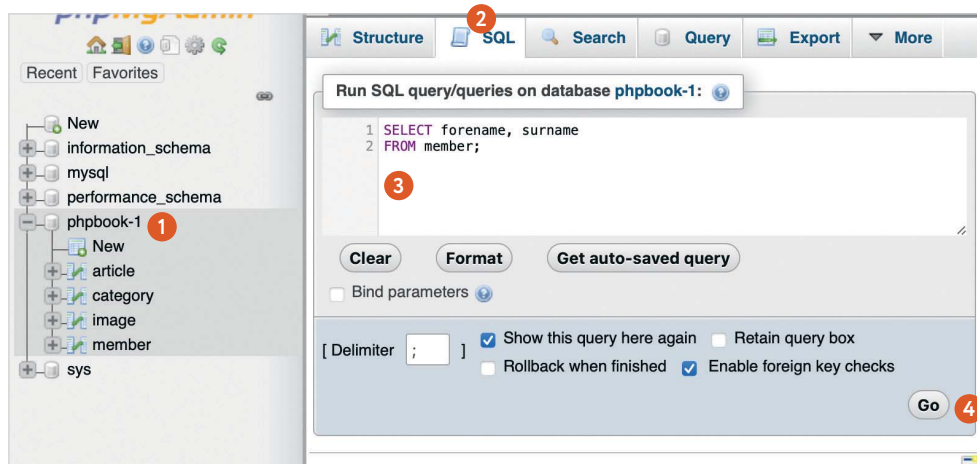 phpMyAdmin
Recent Favorites
New
information_schema
mysql
performance_schema
phpbook-1 1
New
article
category
image
member
sys
2
Structure SQL Search Query Export More
Run SQL query/queries on database phpbook-1:
1 SELECT forename, surname
2 FROM member;
3
Clear Format Get auto-saved query
Bind parameters
[ Delimiter ; ] Show this query here again Retain query box
Rollback when finished Enable foreign key checks
Go 4